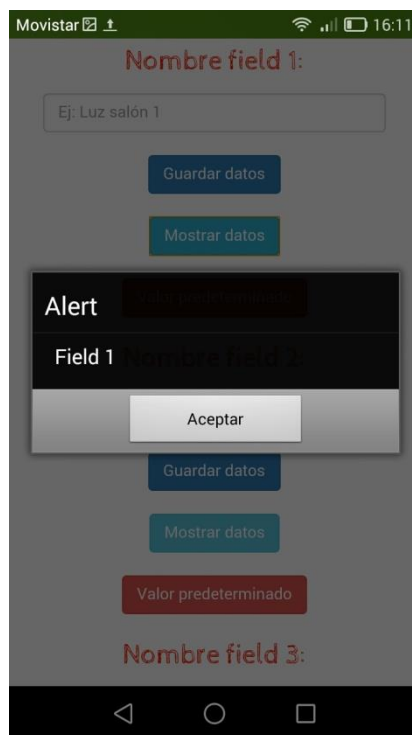 Movistar 16:11
Nombre field 1:
Ej: Luz salón 1
Guardar datos
Mostrar datos
Valor predeterminado
Alert
Field 1
Nombre field 2:
Aceptar
Guardar datos
Mostrar datos
Valor predeterminado
Nombre field 3: